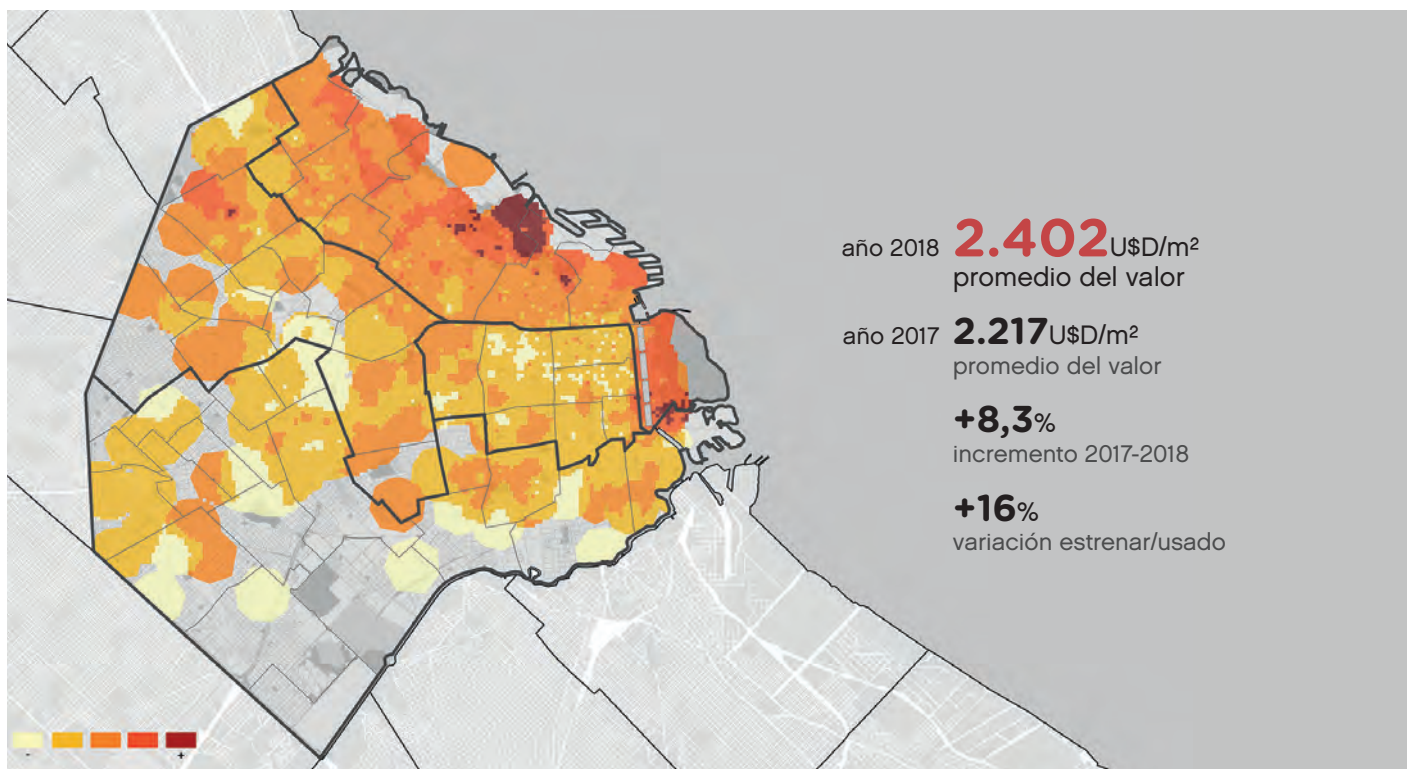 año 2018 2.402U$D/m²
promedio del valor
año 2017 2.217U$D/m²
promedio del valor
+8,3%
incremento 2017-2018
+16%
variación estrenar/usado
- +